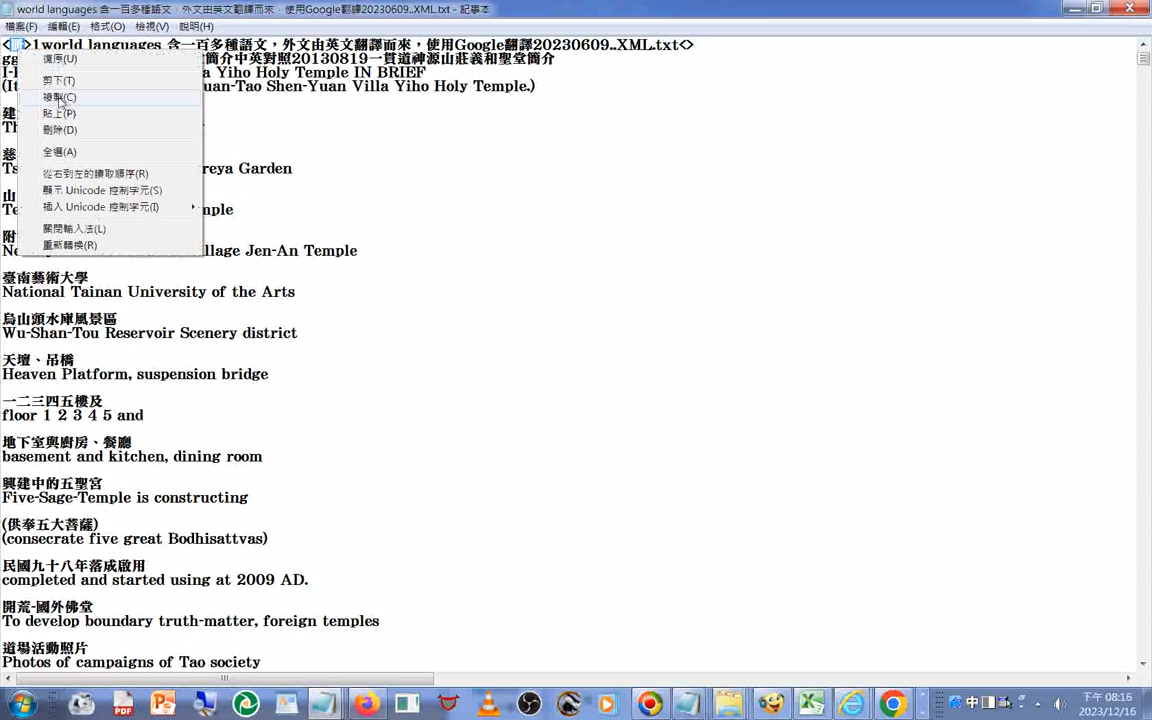 world languages 含一百多種語文，外文由英文翻譯而來，使用Google翻譯20230609..XML.txt - 記事本
檔案(F) 編輯(E) 格式(O) 檢視(V) 說明(H)
<>1world languages 含一百多種語文，外文由英文翻譯而來，使用Google翻譯20230609..XML.txt<>
簡介中英對照20130819一貫道神源山莊義和聖堂簡介
Villa Yiho Holy Temple IN BRIEF
Shen-Yuan Villa Yiho Holy Temple.)
復原(U)
剪下(T)
複製(C)
貼上(P)
刪除(D)
全選(A)
從右到左的讀取順序(R)
顯示 Unicode 控制字元(S)
插入 Unicode 控制字元(I)
關閉輸入法(L)
重新轉換(R)
Garden
Village Jen-An Temple
臺南藝術大學
National Tainan University of the Arts
烏山頭水庫風景區
Wu-Shan-Tou Reservoir Scenery district
天壇、吊橋
Heaven Platform, suspension bridge
一二三四五樓及
floor 1 2 3 4 5 and
地下室與廚房、餐廳
basement and kitchen, dining room
興建中的五聖宮
Five-Sage-Temple is constructing
(供奉五大菩薩)
(consecrate five great Bodhisattvas)
民國九十八年落成啟用
completed and started using at 2009 AD.
開荒-國外佛堂
To develop boundary truth-matter, foreign temples
道場活動照片
Photos of campaigns of Tao society
下午 08:16
2023/12/16